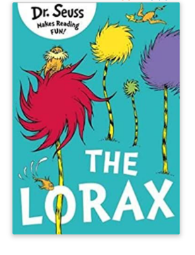 Dr. Seuss
Makes Reading
FUN!
THE
LORAX